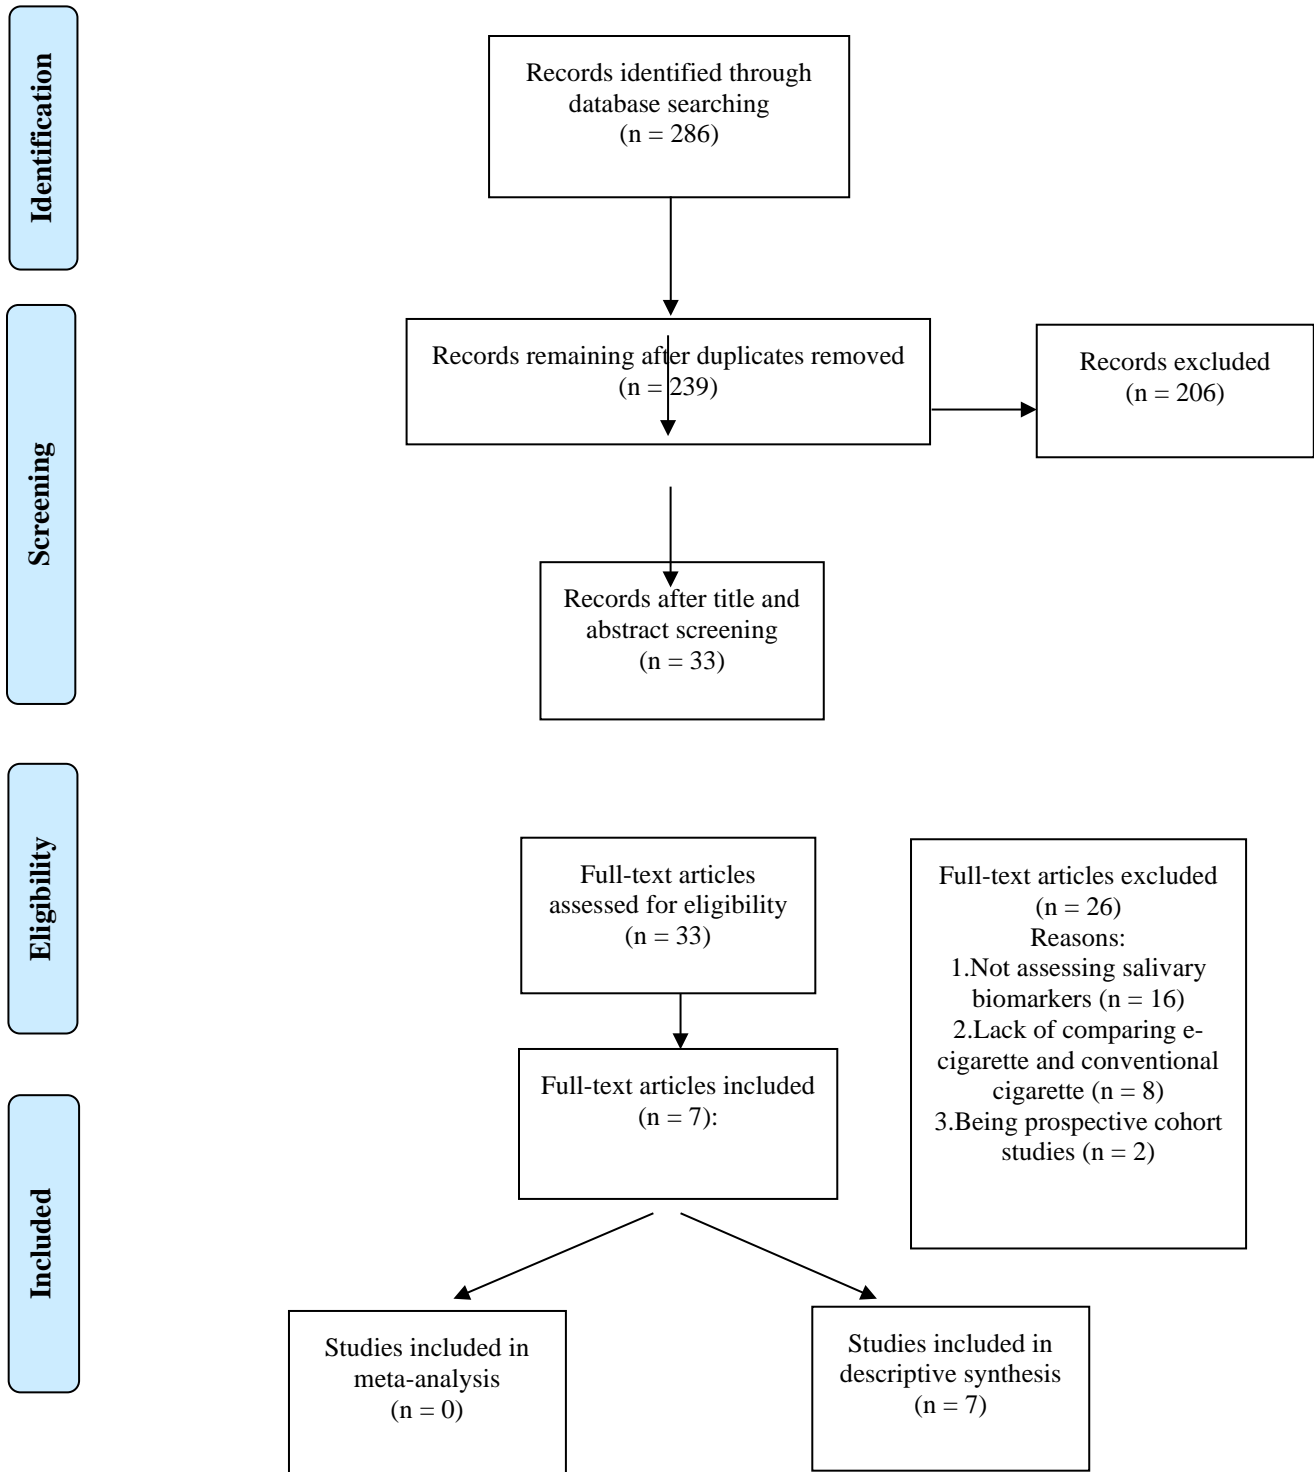 Identification
Records identified through
database searching
(n = 286)
Screening
Records remaining after duplicates removed
(n = 239)
Records excluded
(n = 206)
Records after title and
abstract screening
(n = 33)
Eligibility
Full-text articles
assessed for eligibility
(n = 33)
Full-text articles excluded
(n = 26)
Reasons:
1.Not assessing salivary
biomarkers (n = 16)
2.Lack of comparing e-
cigarette and conventional
cigarette (n = 8)
3.Being prospective cohort
studies (n = 2)
Included
Full-text articles included
(n = 7):
Studies included in
meta-analysis
(n = 0)
Studies included in
descriptive synthesis
(n = 7)